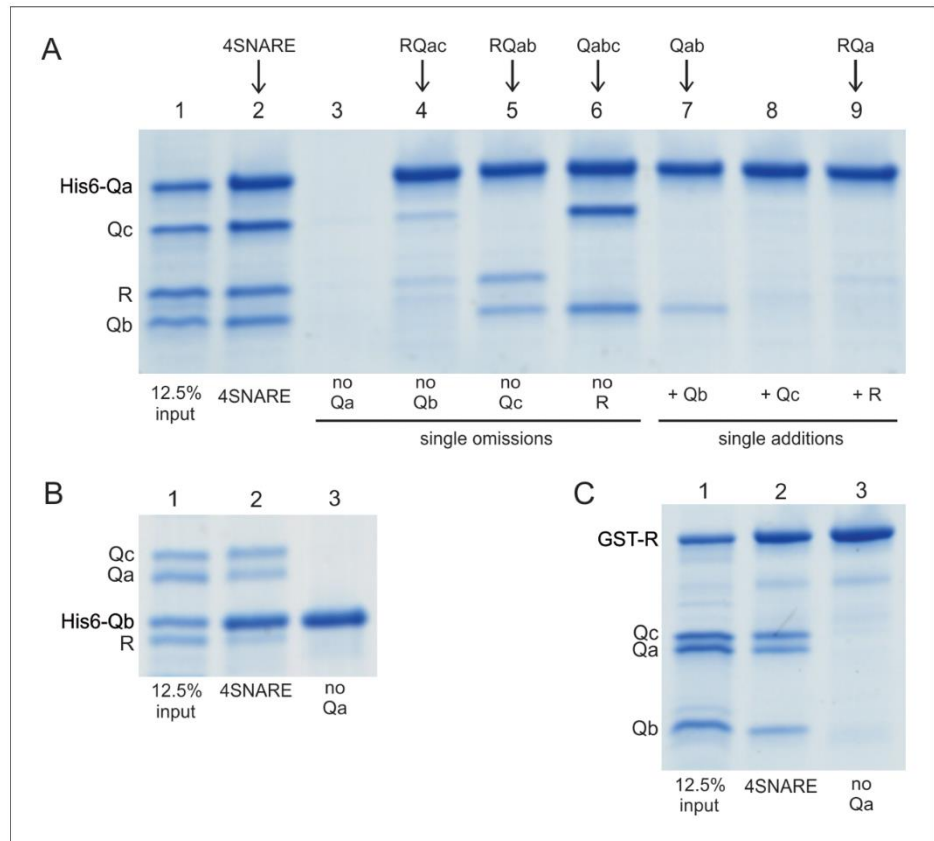 A
4SNARE RQac RQab Qabc Qab RQa
1 2 3 4 5 6 7 8 9
His6-Qa
Qc
R
Qb
12.5% input 4SNARE no Qa no Qb no Qc no R + Qb + Qc + R
single omissions single additions
B
1 2 3
Qc
Qa
His6-Qb
R
12.5% input 4SNARE no Qa
C
1 2 3
GST-R
Qc
Qa
Qb
12.5% input 4SNARE no Qa